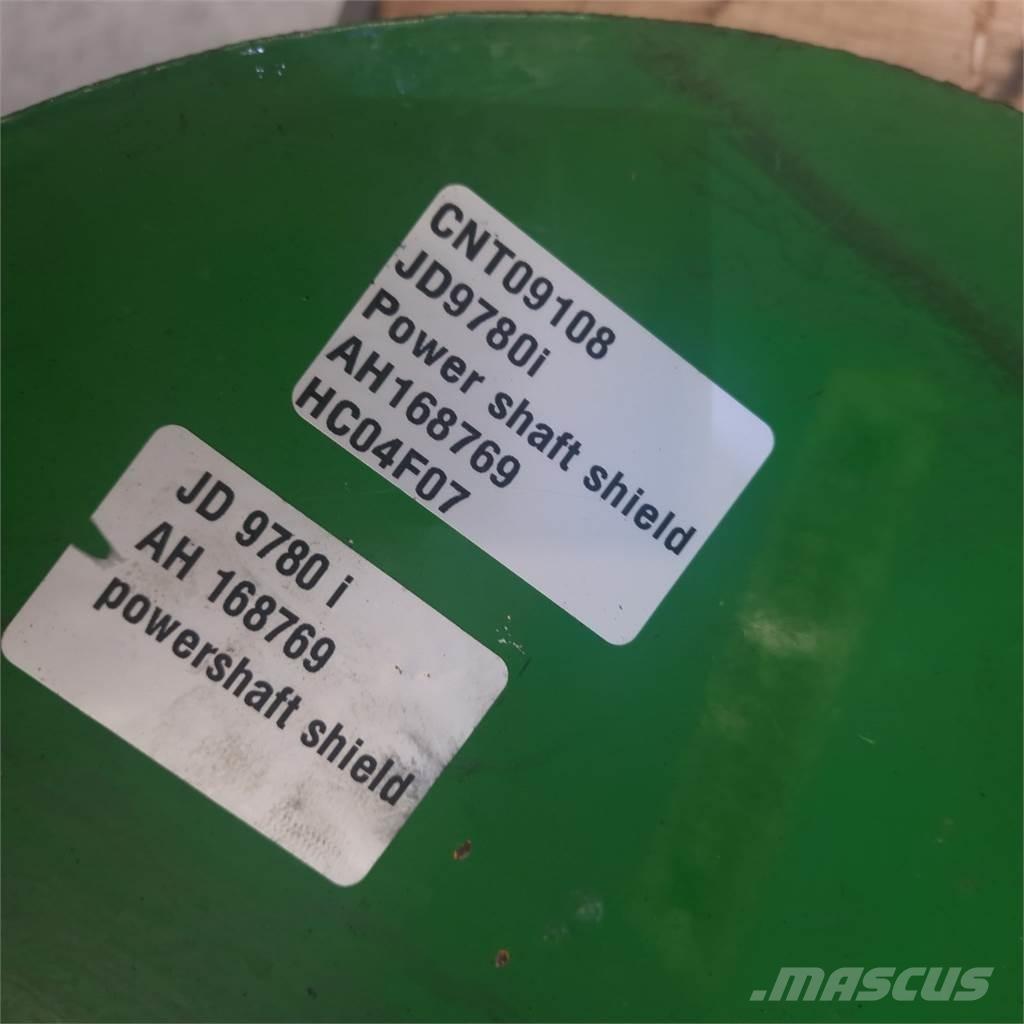 CNT09108
JD9780i
Power shaft shield
AH168769
HC04F07
JD 9780 i
AH 168769
powershaft shield
.MASCUS